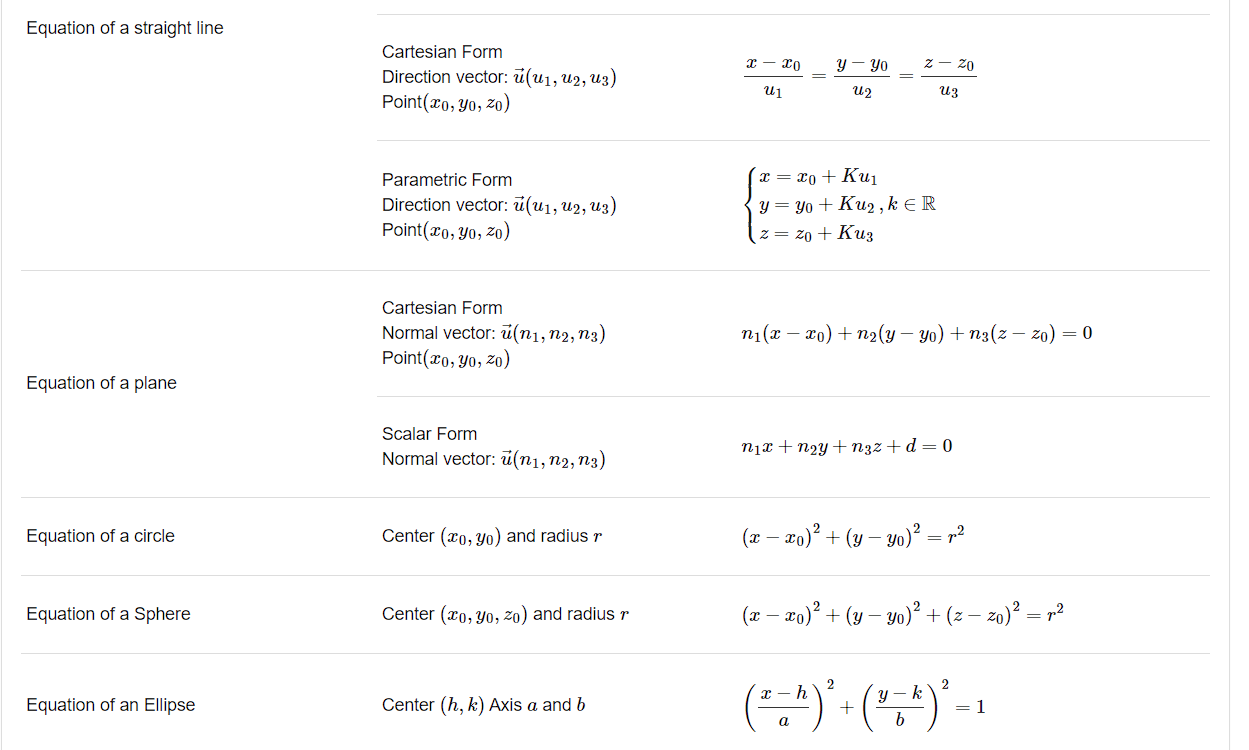 Equation of a straight line
Cartesian Form
Direction vector: $\vec{u}(u_1, u_2, u_3)$
Point$(x_0, y_0, z_0)$
$\frac{x - x_0}{u_1} = \frac{y - y_0}{u_2} = \frac{z - z_0}{u_3}$
Parametric Form
Direction vector: $\vec{u}(u_1, u_2, u_3)$
Point$(x_0, y_0, z_0)$
$\begin{cases} x = x_0 + Ku_1 \\ y = y_0 + Ku_2 , k \in \mathbb{R} \\ z = z_0 + Ku_3 \end{cases}$
Equation of a plane
Cartesian Form
Normal vector: $\vec{u}(n_1, n_2, n_3)$
Point$(x_0, y_0, z_0)$
$n_1(x - x_0) + n_2(y - y_0) + n_3(z - z_0) = 0$
Scalar Form
Normal vector: $\vec{u}(n_1, n_2, n_3)$
$n_1x + n_2y + n_3z + d = 0$
Equation of a circle
Center $(x_0, y_0)$ and radius $r$
$(x - x_0)^2 + (y - y_0)^2 = r^2$
Equation of a Sphere
Center $(x_0, y_0, z_0)$ and radius $r$
$(x - x_0)^2 + (y - y_0)^2 + (z - z_0)^2 = r^2$
Equation of an Ellipse
Center $(h, k)$ Axis $a$ and $b$
$\left(\frac{x - h}{a}\right)^2 + \left(\frac{y - k}{b}\right)^2 = 1$